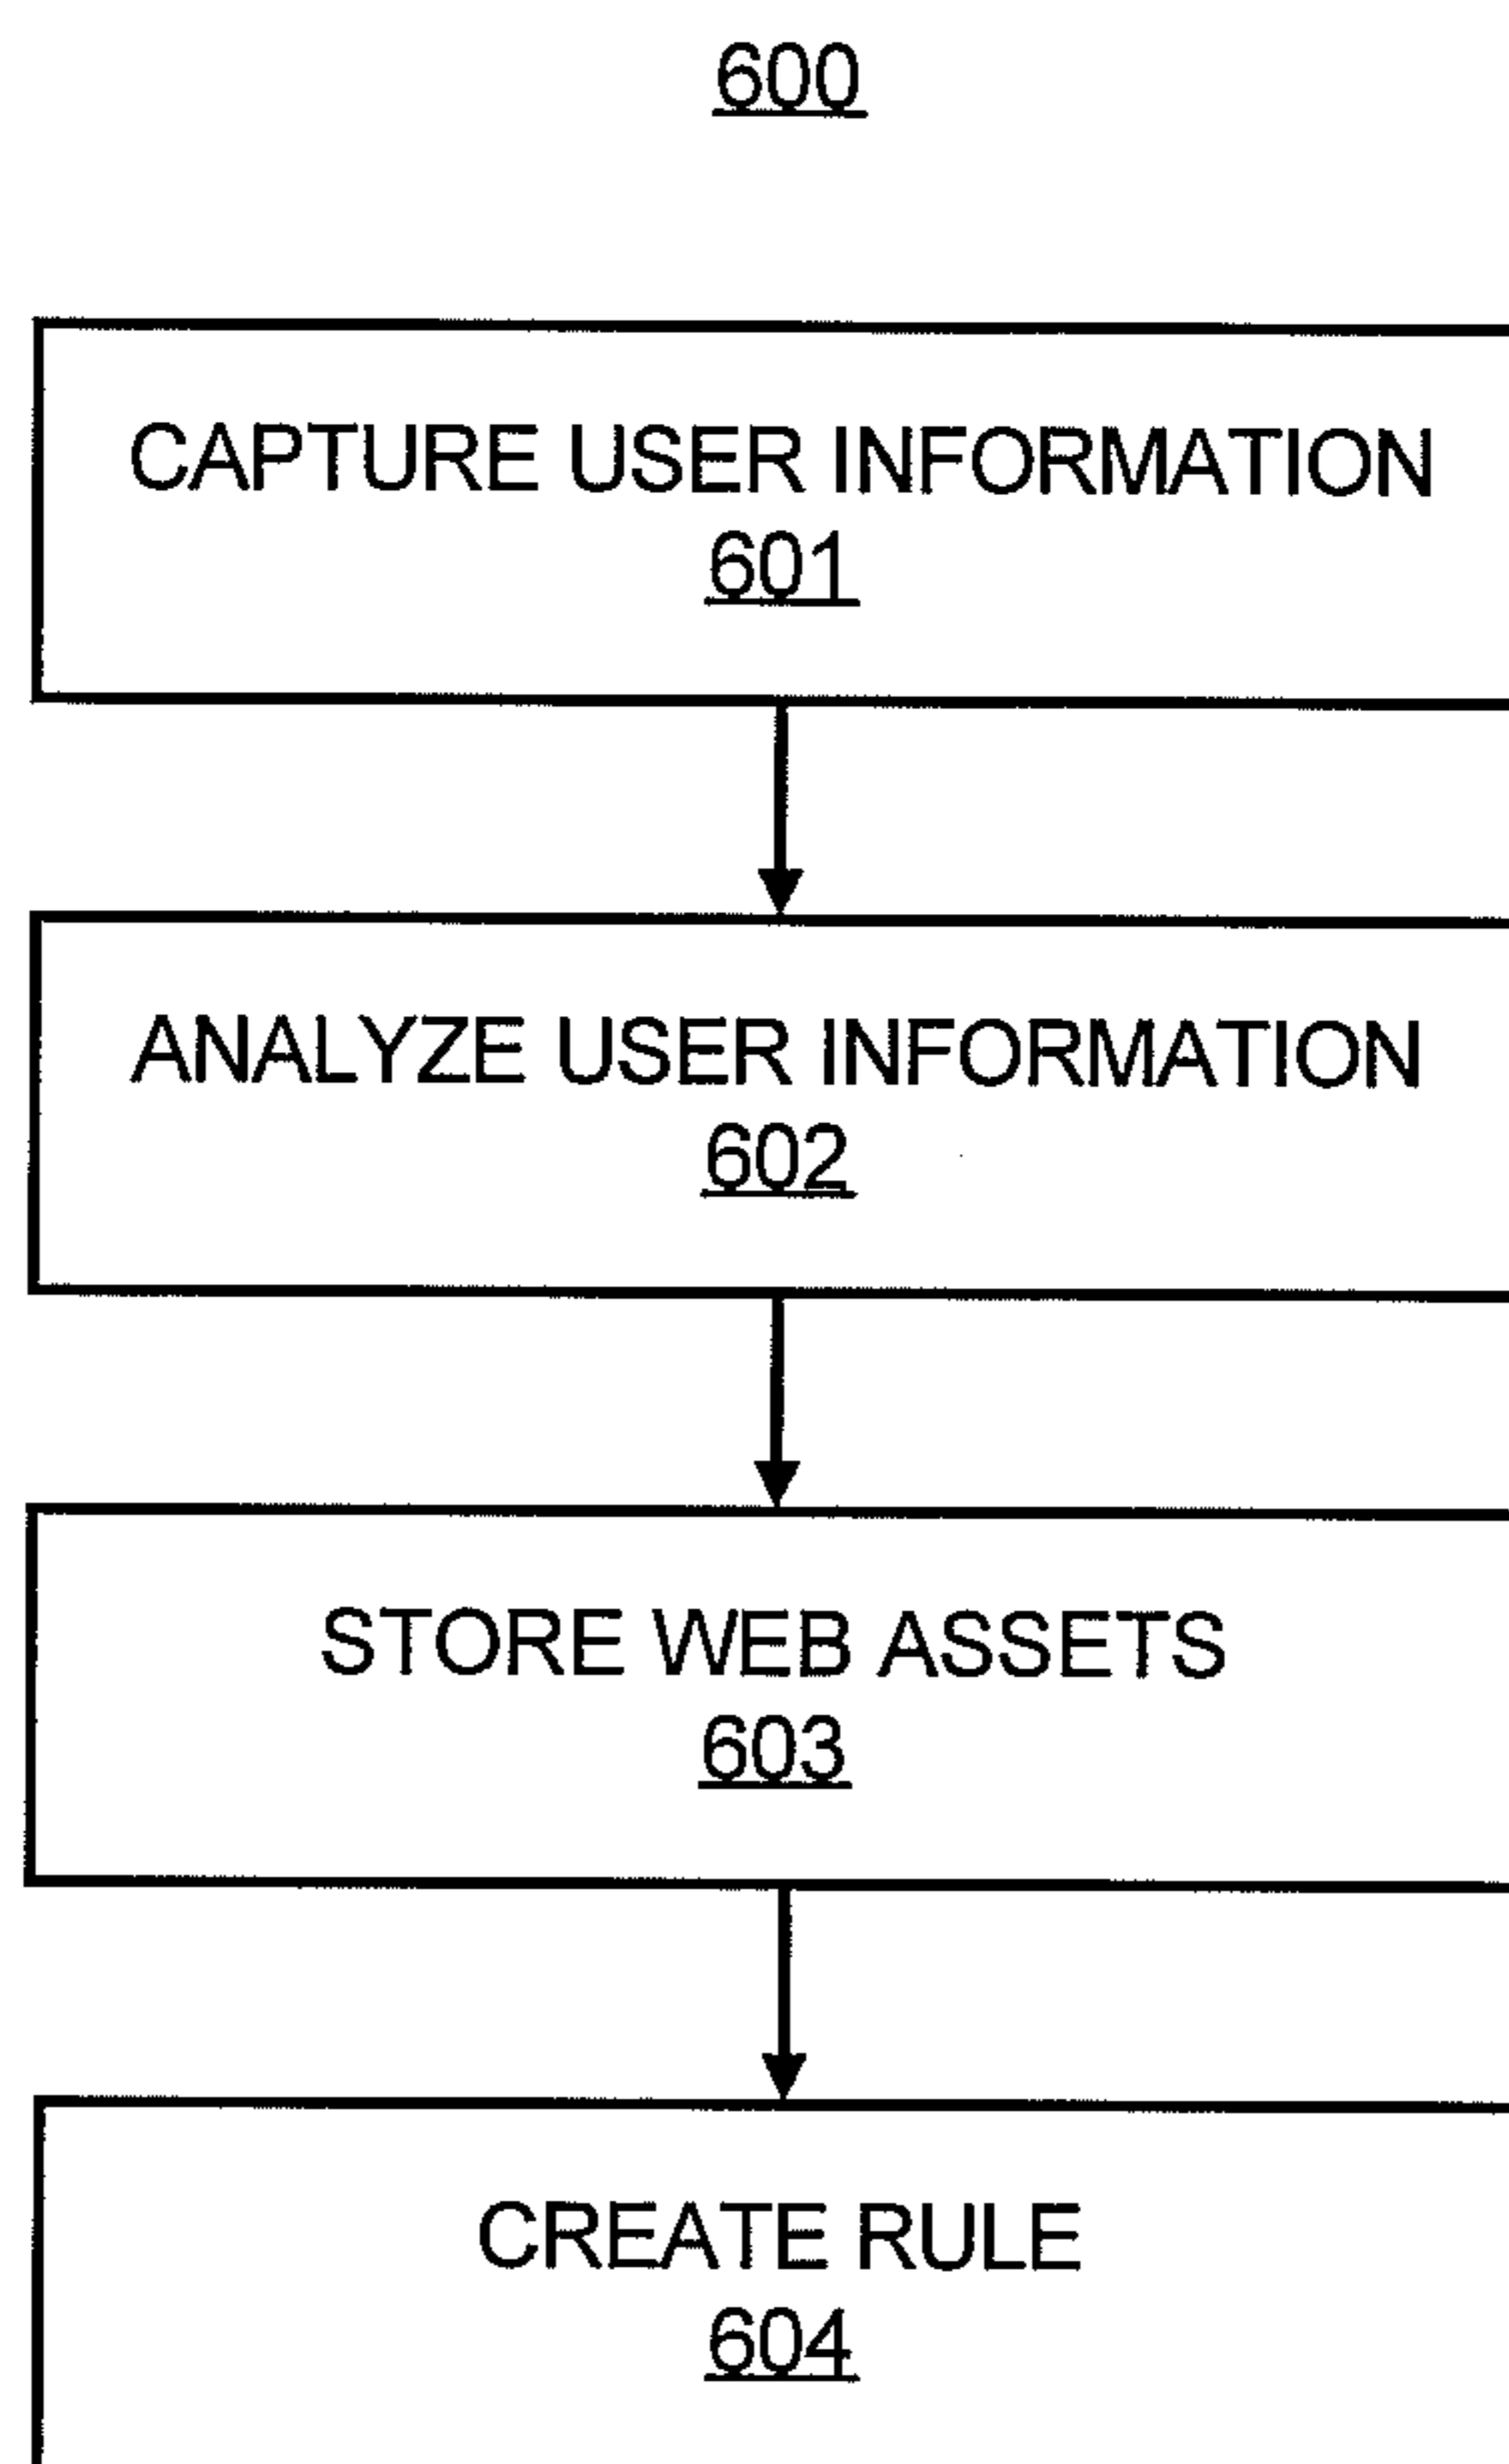 600
CAPTURE USER INFORMATION
601
ANALYZE USER INFORMATION
602
STORE WEB ASSETS
603
CREATE RULE
604